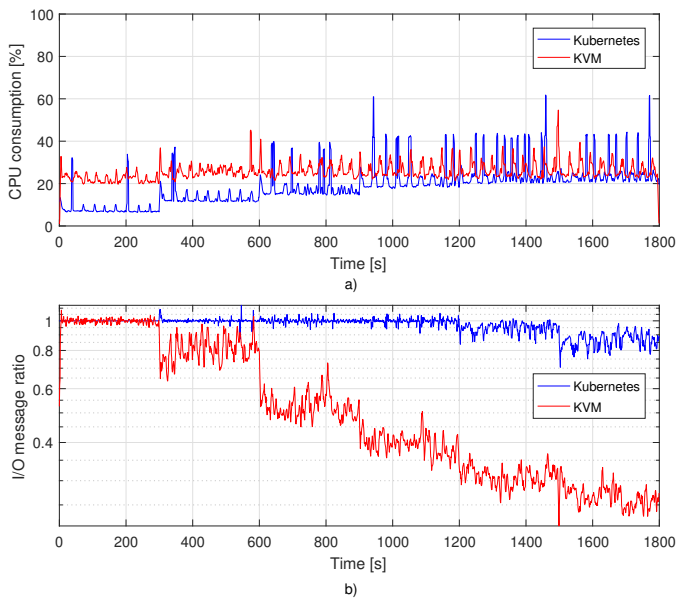 100
80
60
40
20
0
CPU consumption [%]
Kubernetes
KVM
0 200 400 600 800 1000 1200 1400 1600 1800
Time [s]
a)
1
0.8
0.6
0.4
I/O message ratio
Kubernetes
KVM
0 200 400 600 800 1000 1200 1400 1600 1800
Time [s]
b)